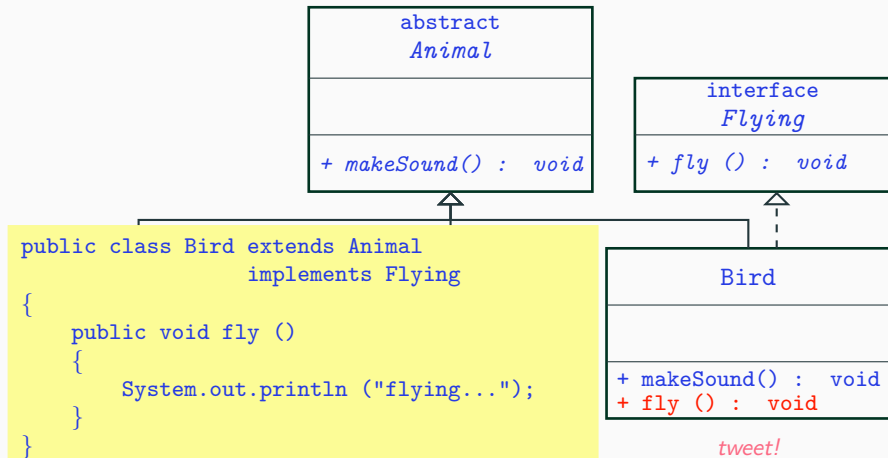 abstract
Animal
+ makeSound() : void
interface
Flying
+ fly () : void
public class Bird extends Animal
implements Flying
{
public void fly ()
{
System.out.println ("flying...");
}
}
Bird
+ makeSound() : void
+ fly () : void
tweet!